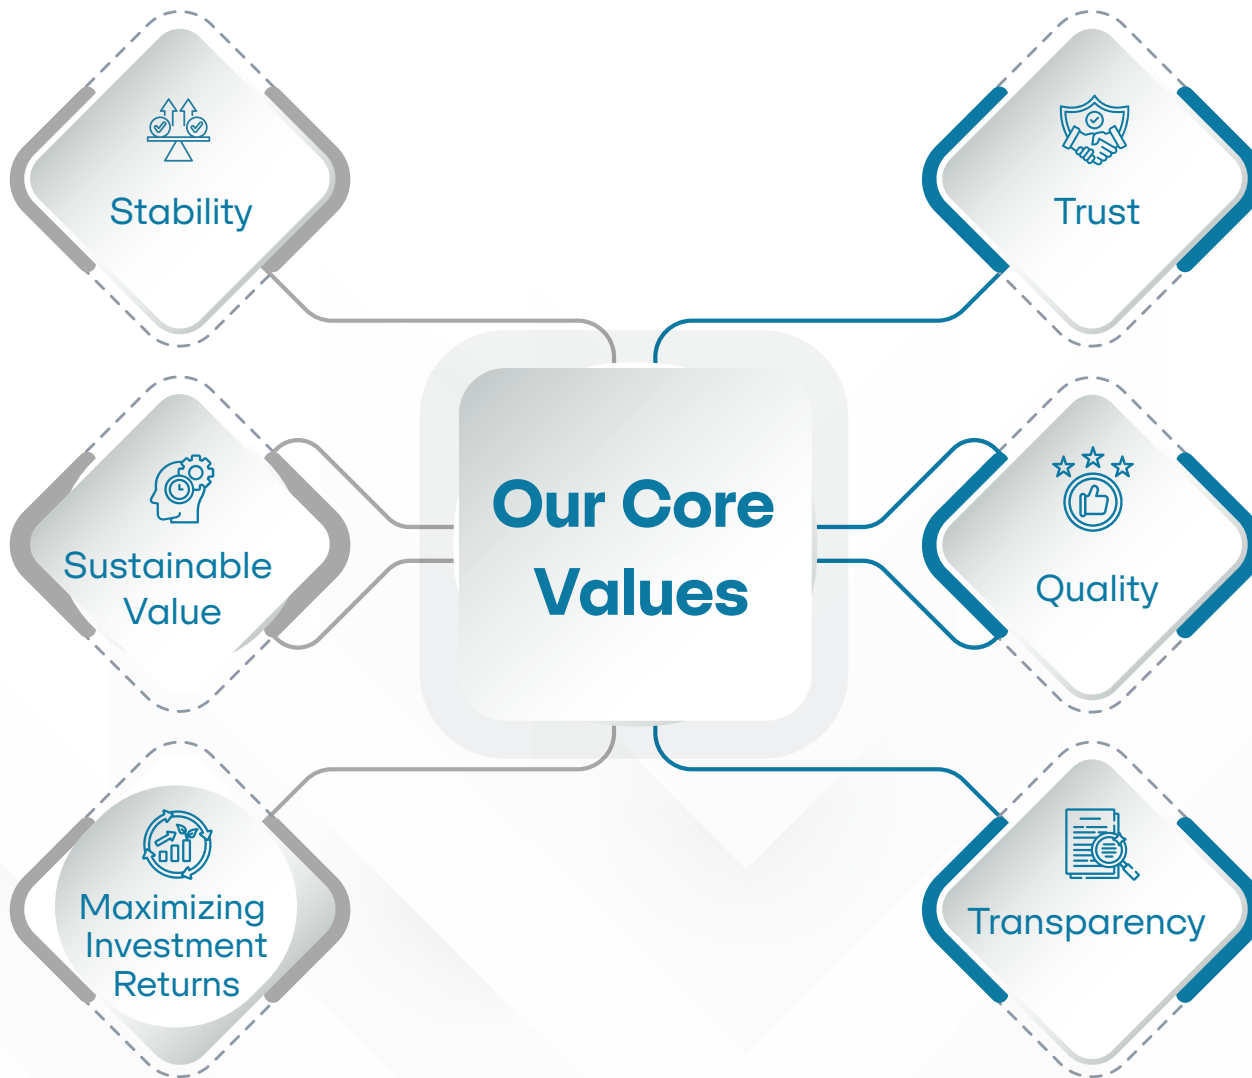 Stability
Trust
Our Core
Values
Sustainable
Value
Quality
Maximizing
Investment
Returns
Transparency